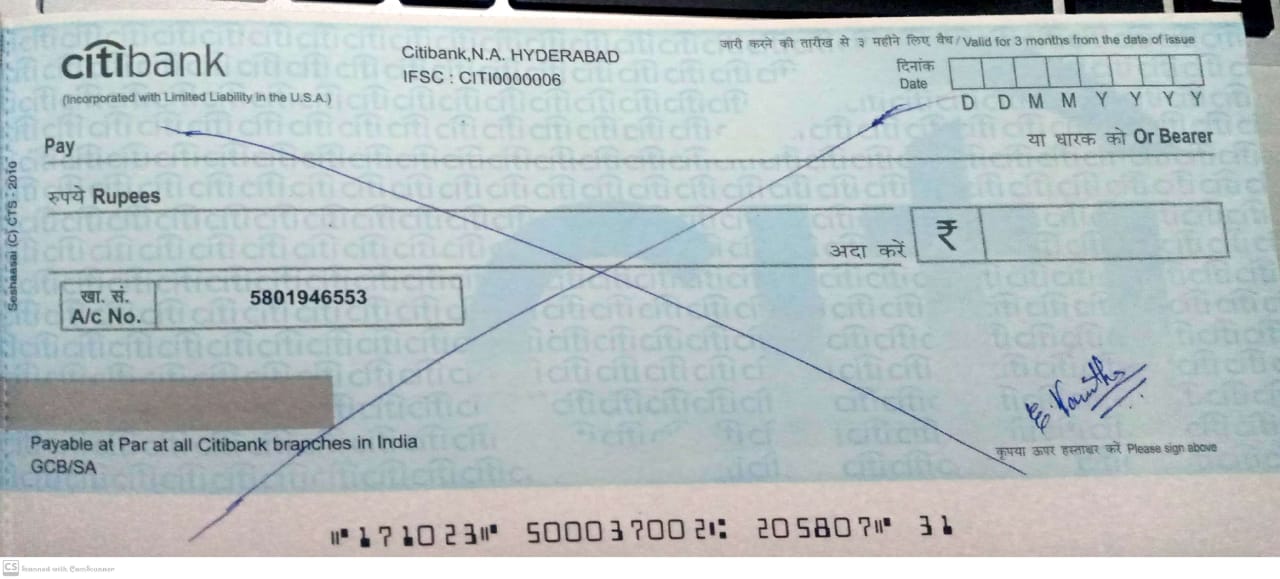 citibank
(Incorporated with Limited Liability in the U.S.A.)
Citibank,N.A. HYDERABAD
IFSC : CITI0000006
जारी करने की तारीख से ३ महीने लिए वैध/Valid for 3 months from the date of issue
दिनांक
Date
D D M M Y Y Y Y
Pay
या धारक को Or Bearer
रुपये Rupees
अदा करें
₹
खा. सं.
A/c No.
5801946553
Payable at Par at all Citibank branches in India
GCB/SA
कृपया ऊपर हस्ताक्षर करें Please sign above
⑈171023⑈ 500037002⑆ 205807⑈ 31
Seshaasai (C) CTS : 2010
CS Scanned with CamScanner